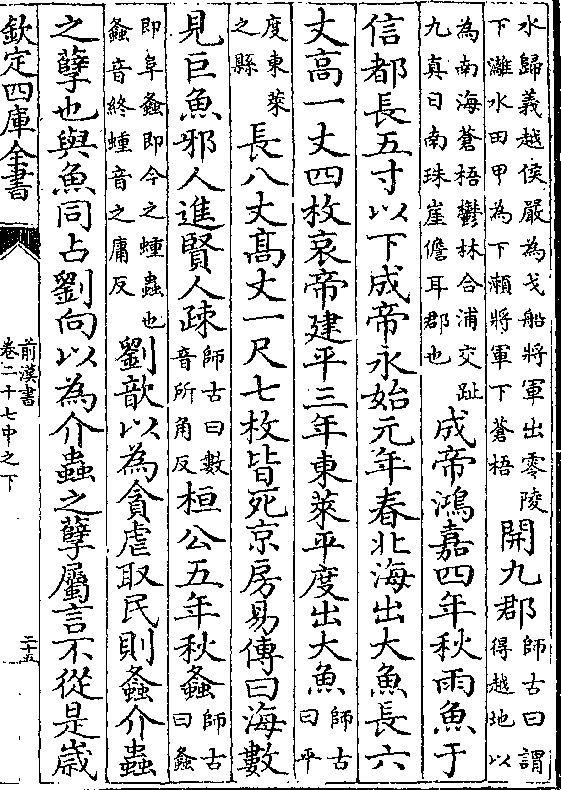 水歸義越侯嚴為戈船將軍出零陵
下灕水田甲為下瀨將軍下蒼梧
開九郡
師古曰謂
得越地以
為南海蒼梧鬱林合浦交趾
九真日南珠崖儋耳郡也
成帝鴻嘉四年秋雨魚于
信都長五寸以下成帝永始元年春北海出大魚長六
丈高一丈四枚哀帝建平三年東萊平度出大魚
師古
曰平
度東萊
之縣
長八丈髙丈一尺七枚皆死京房易傳曰海數
見巨魚邪人進賢人疎
師古曰數
音所角反
桓公五年秋螽
師古
曰螽
即阜螽即今之蝩蟲也
螽音終蝩音之庸反
劉歆以為貪虐取民則螽介蟲
之孽也與魚同占劉向以為介蟲之孽屬言不從是歲
欽定四庫全書
前漢書
卷二十七中之下
二十五